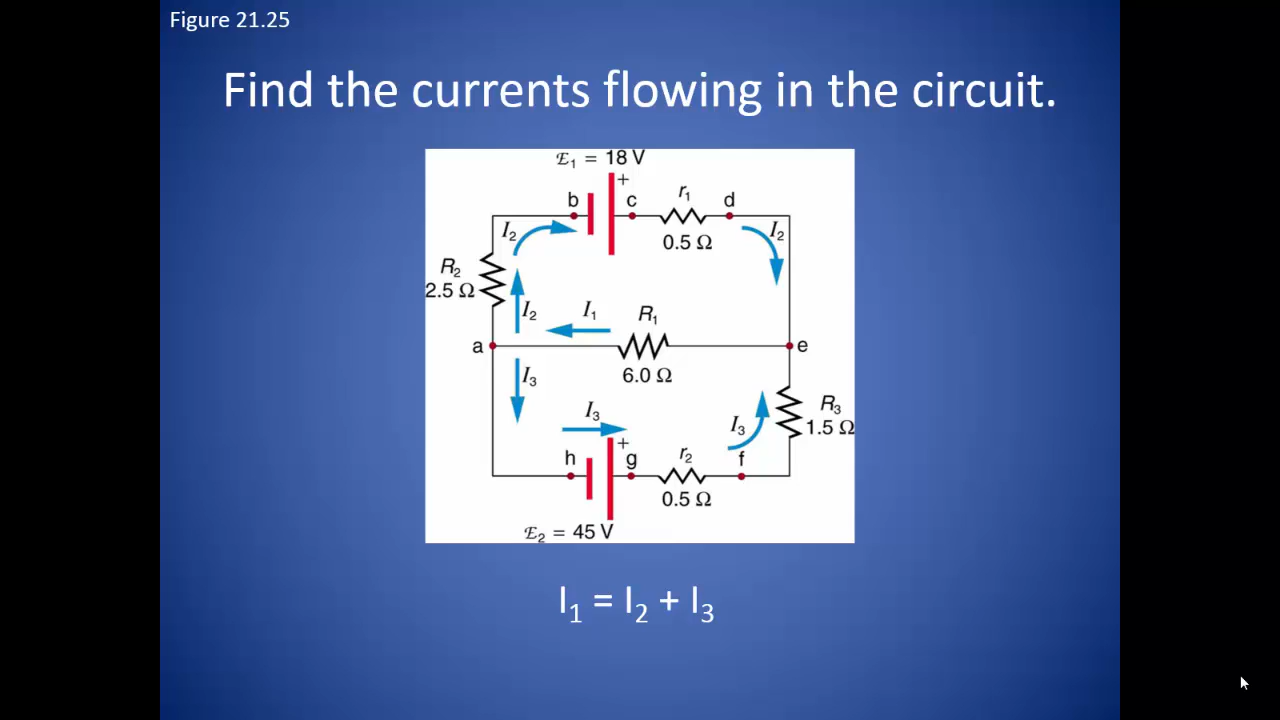 Figure 21.25
Find the currents flowing in the circuit.
ℰ₁ = 18 V
+
b
c
r₁
d
I₂
I₂
0.5 Ω
R₂
2.5 Ω
I₂
I₁
R₁
a
e
6.0 Ω
I₃
I₃
I₃
R₃
1.5 Ω
+
h
g
r₂
f
0.5 Ω
ℰ₂ = 45 V
I₁ = I₂ + I₃